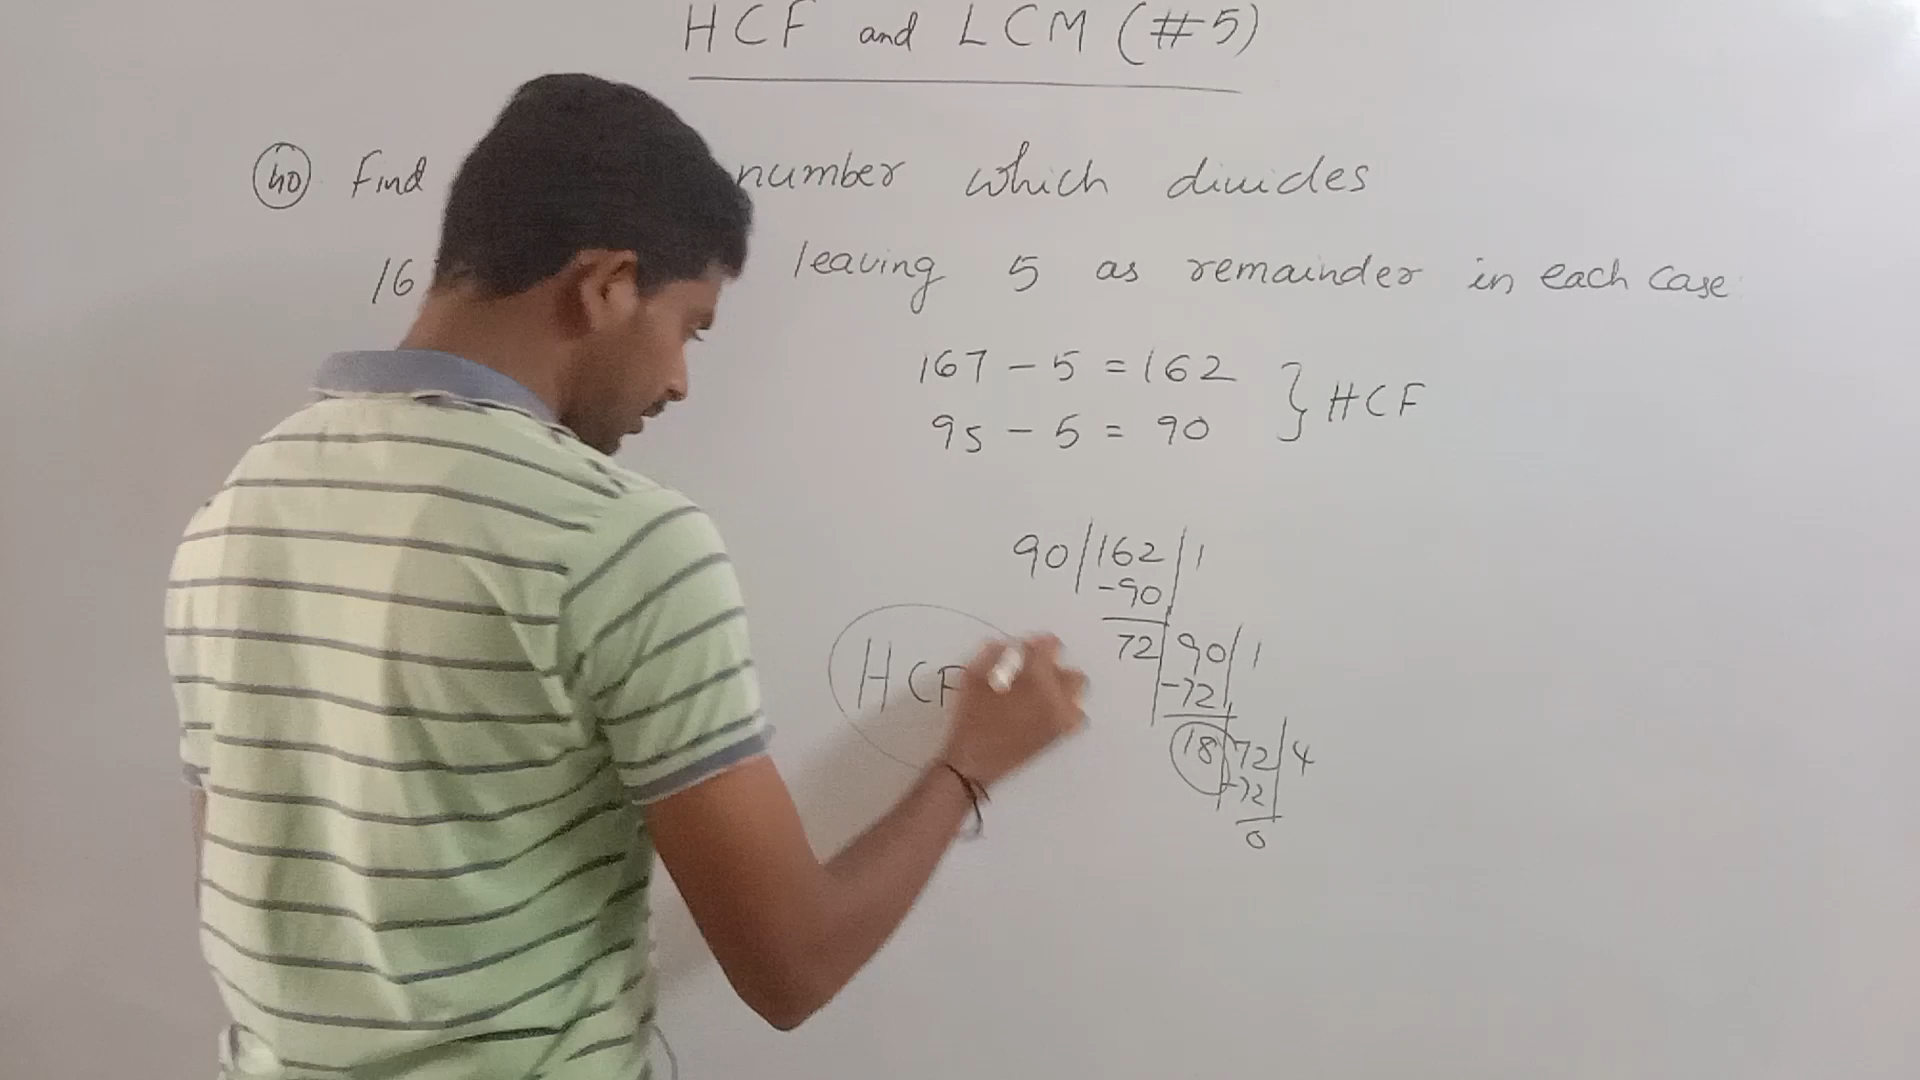 HCF and LCM (#5)
40 Find number which divides
16 leaving 5 as remainder in each case
167 - 5 = 162
95 - 5 = 90
} HCF
90 | 162 | 1
-90
72 | 90 | 1
-72
18 | 72 | 4
-72
0
HCF